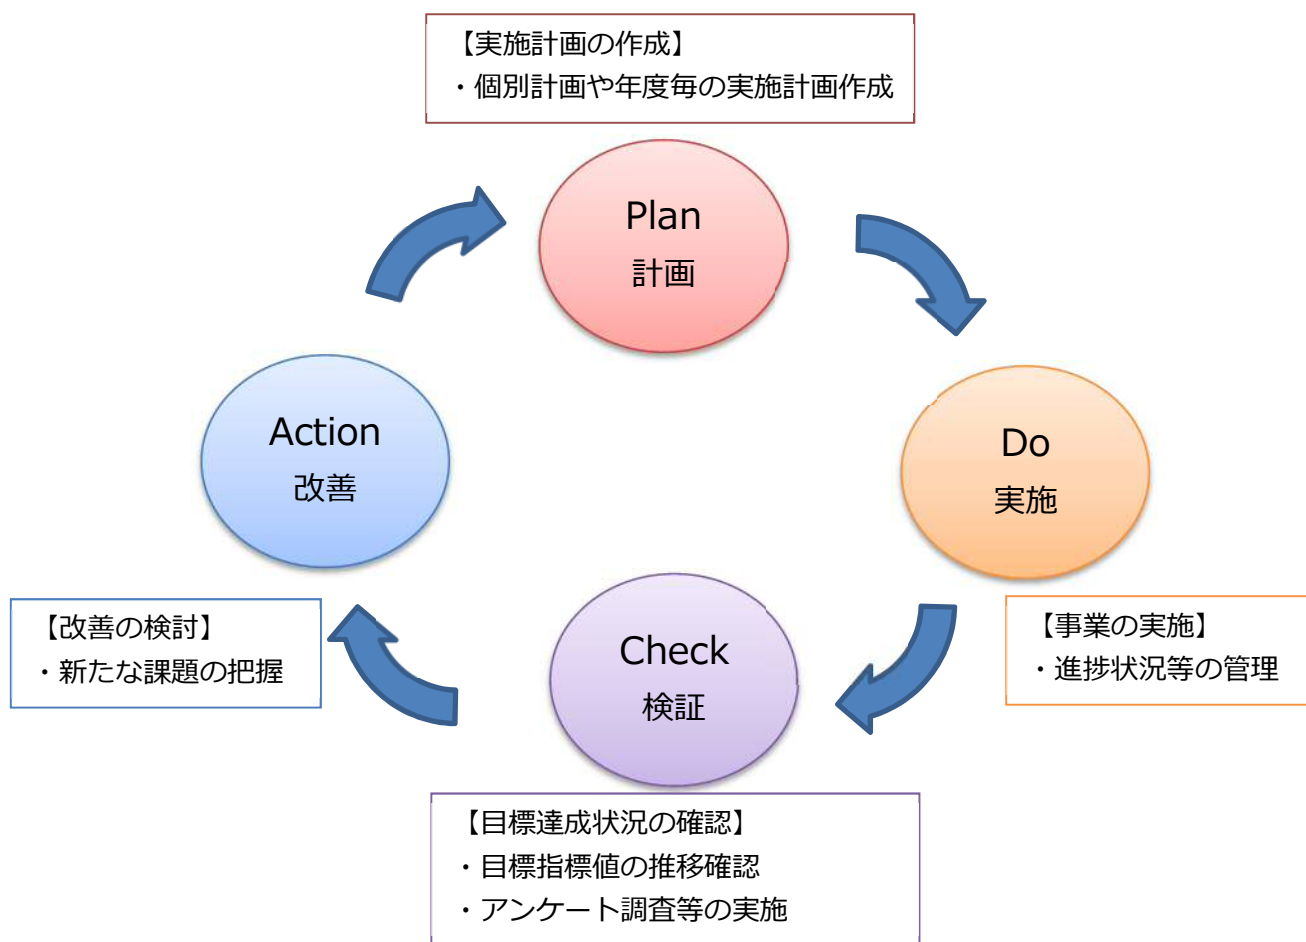 【実施計画の作成】
・個別計画や年度毎の実施計画作成
Plan
計画
Action
改善
Do
実施
【改善の検討】
・新たな課題の把握
Check
検証
【事業の実施】
・進捗状況等の管理
【目標達成状況の確認】
・目標指標値の推移確認
・アンケート調査等の実施